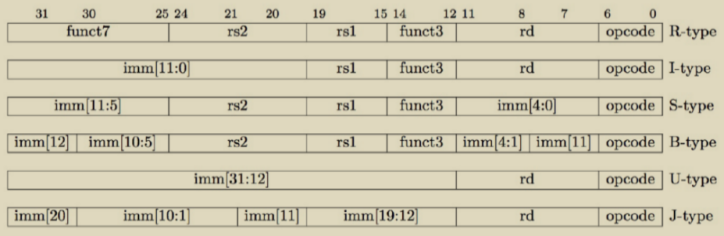 31 30 25 24 21 20 19 15 14 12 11 8 7 6 0
funct7 rs2 rs1 funct3 rd opcode R-type
imm[11:0] rs1 funct3 rd opcode I-type
imm[11:5] rs2 rs1 funct3 imm[4:0] opcode S-type
imm[12] imm[10:5] rs2 rs1 funct3 imm[4:1] imm[11] opcode B-type
imm[31:12] rd opcode U-type
imm[20] imm[10:1] imm[11] imm[19:12] rd opcode J-type